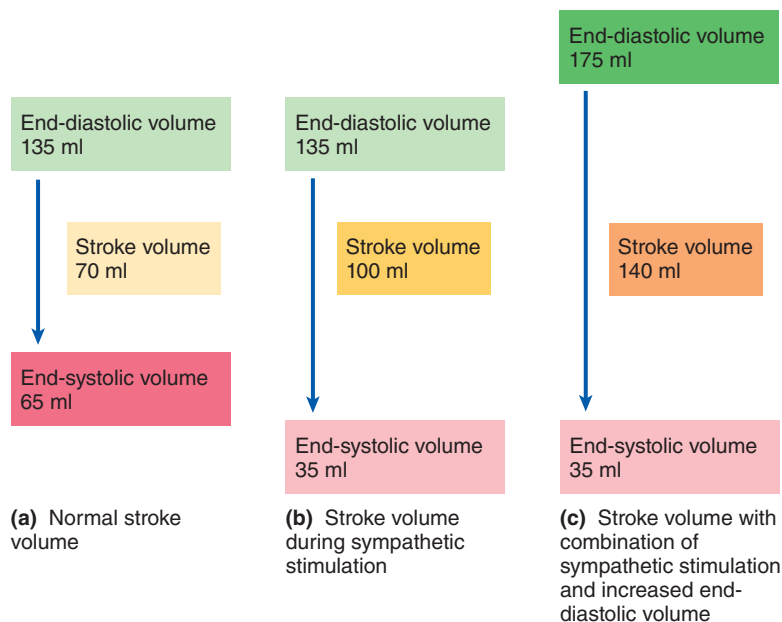 End-diastolic volume
135 ml
Stroke volume
70 ml
End-systolic volume
65 ml
(a) Normal stroke
volume
End-diastolic volume
135 ml
Stroke volume
100 ml
End-systolic volume
35 ml
(b) Stroke volume
during sympathetic
stimulation
End-diastolic volume
175 ml
Stroke volume
140 ml
End-systolic volume
35 ml
(c) Stroke volume with
combination of
sympathetic stimulation
and increased end-
diastolic volume